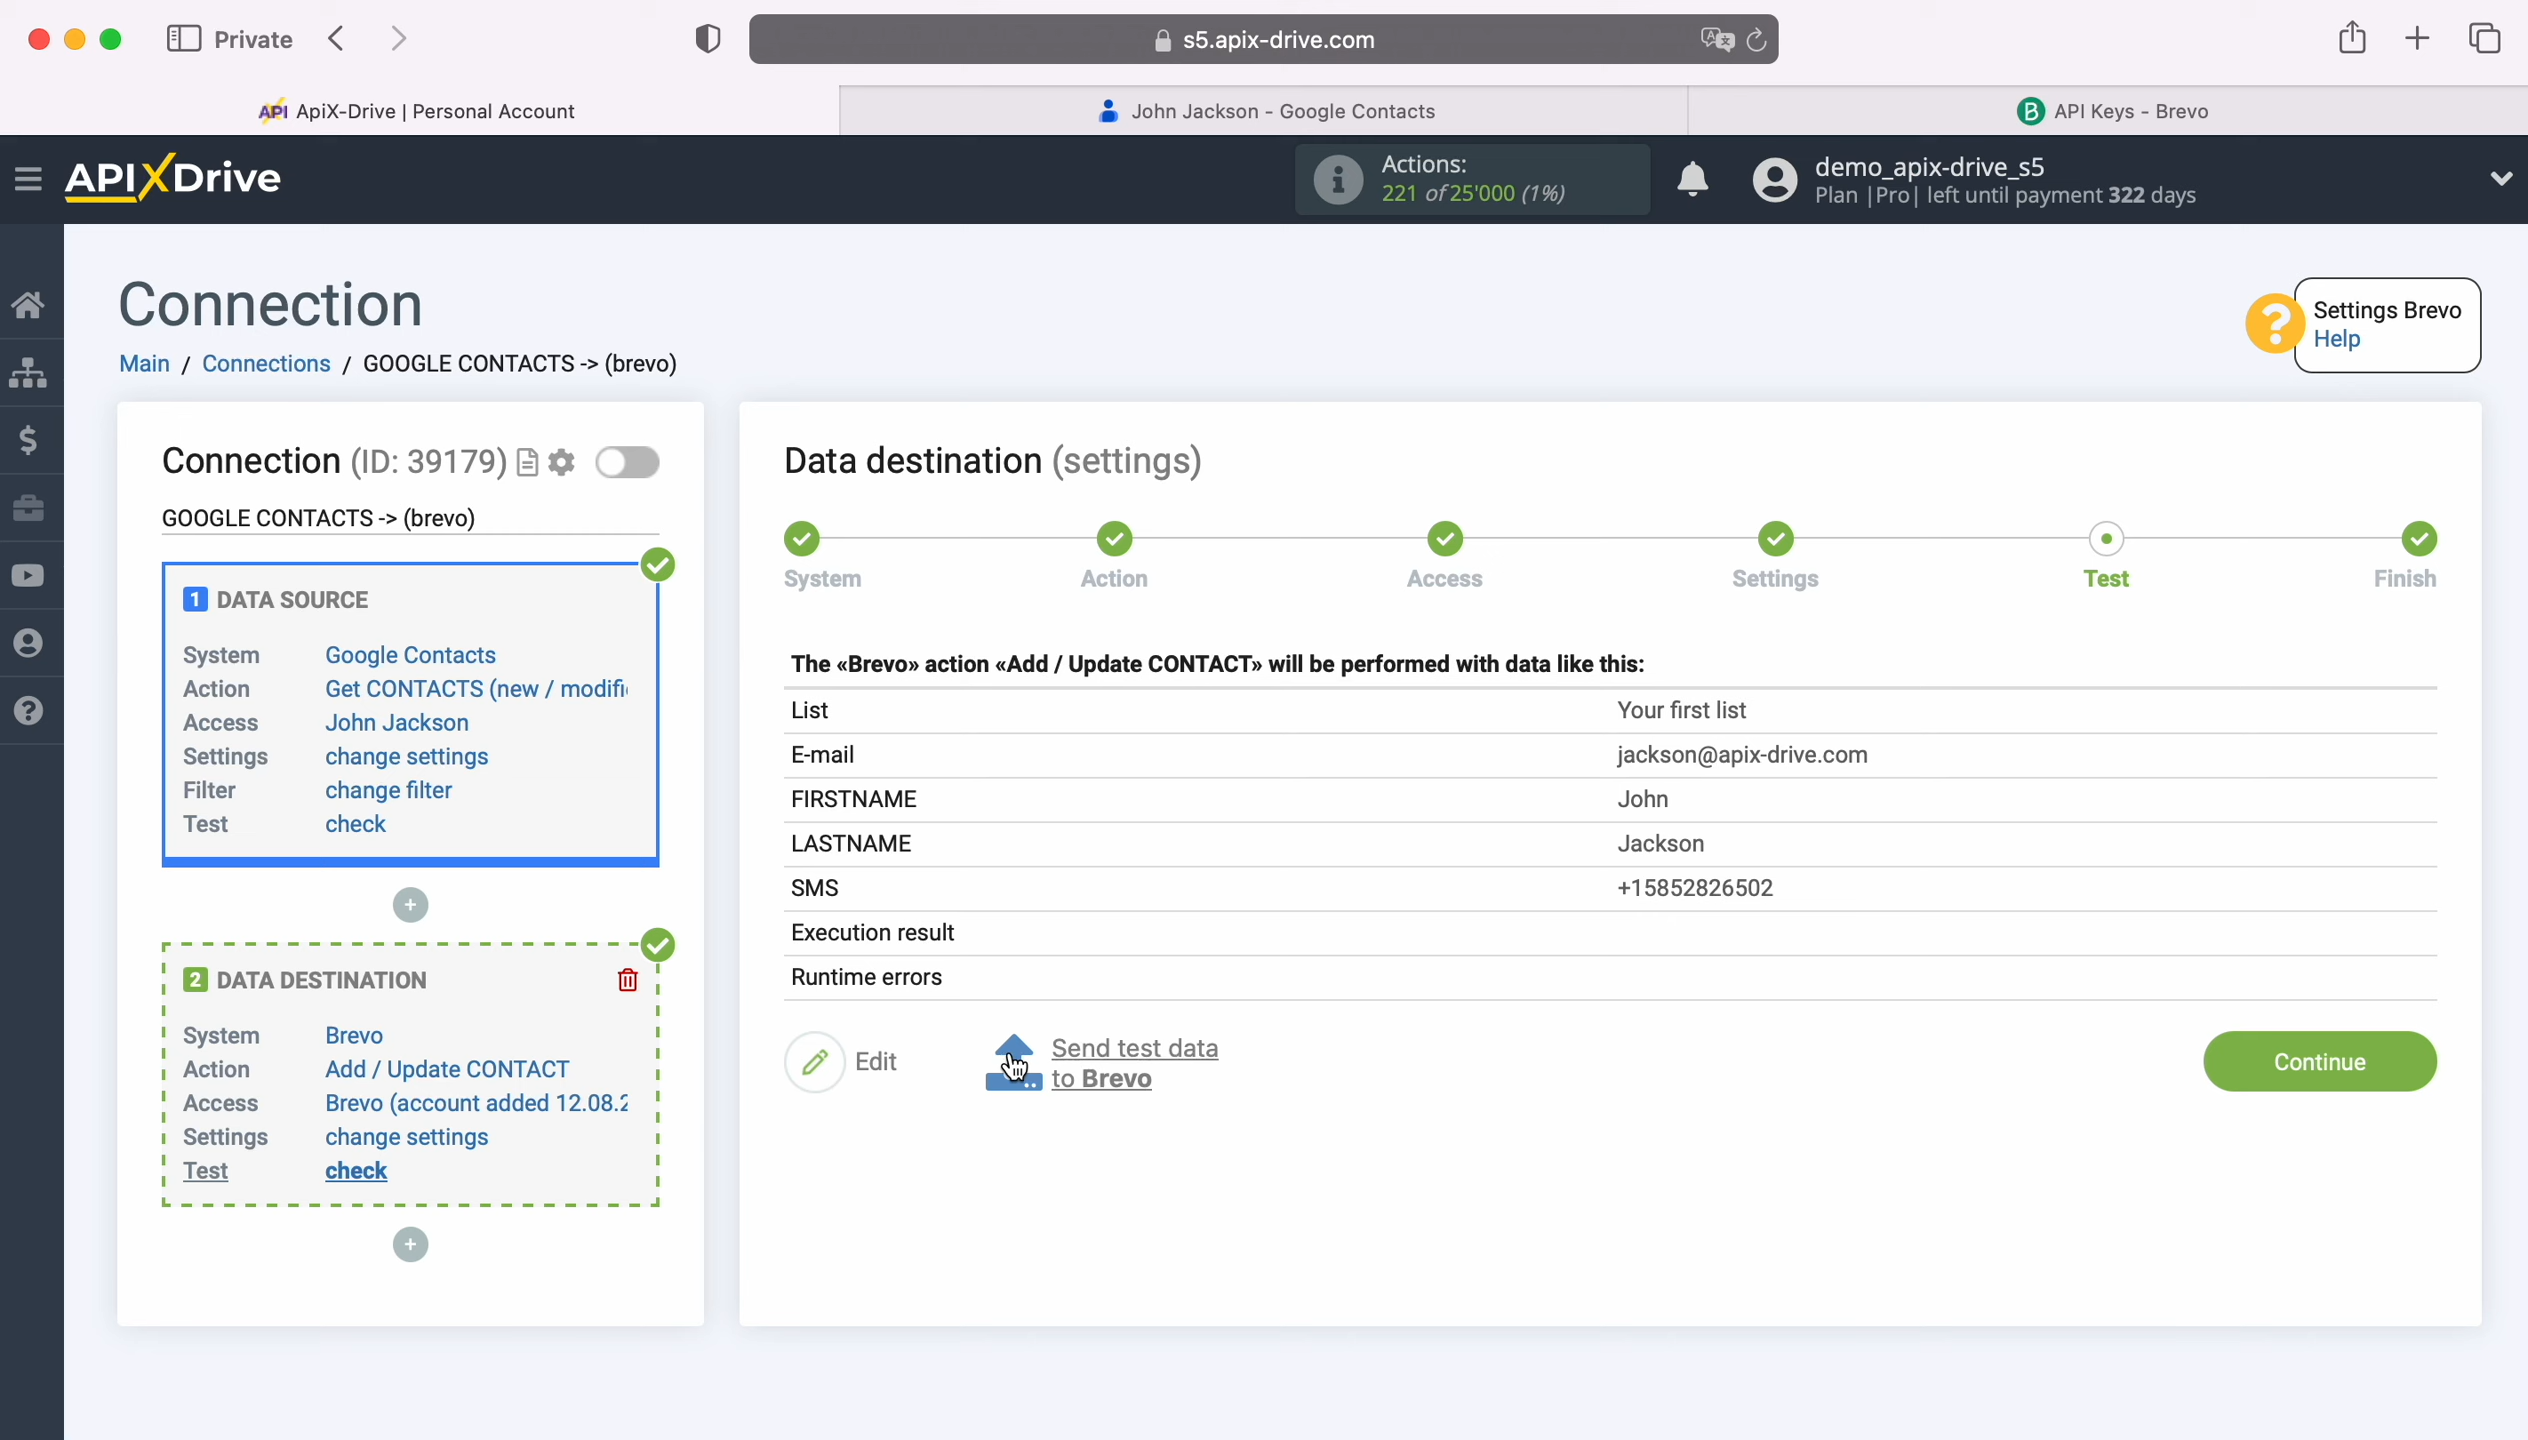 Private
s5.apix-drive.com
API ApiX-Drive | Personal Account
John Jackson - Google Contacts
B API Keys - Brevo
APIXDrive
Actions:
221 of 25'000 (1%)
demo_apix-drive_s5
Plan |Pro| left until payment 322 days
Connection
Main / Connections / GOOGLE CONTACTS -> (brevo)
Settings Brevo
Help
Connection (ID: 39179)
GOOGLE CONTACTS -> (brevo)
1 DATA SOURCE
System Google Contacts
Action Get CONTACTS (new / modifi
Access John Jackson
Settings change settings
Filter change filter
Test check
2 DATA DESTINATION
System Brevo
Action Add / Update CONTACT
Access Brevo (account added 12.08.2
Settings change settings
Test check
Data destination (settings)
System Action Access Settings Test Finish
The «Brevo» action «Add / Update CONTACT» will be performed with data like this:
List Your first list
E-mail jackson@apix-drive.com
FIRSTNAME John
LASTNAME Jackson
SMS +15852826502
Execution result
Runtime errors
Edit
Send test data
to Brevo
Continue